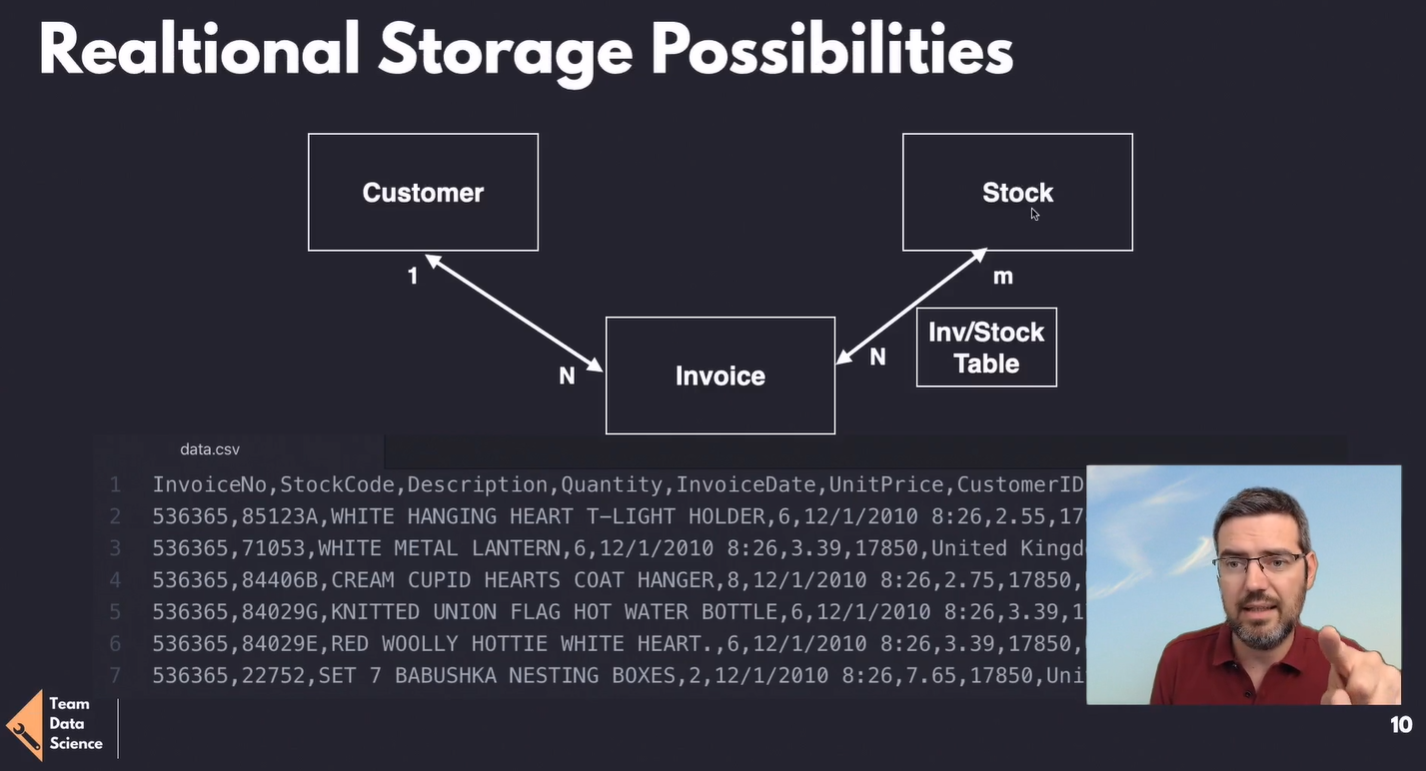 Realtional Storage Possibilities
Customer
Stock
1
m
Inv/Stock
Table
N
Invoice
N
data.csv
1 InvoiceNo,StockCode,Description,Quantity,InvoiceDate,UnitPrice,CustomerID
2 536365,85123A,WHITE HANGING HEART T-LIGHT HOLDER,6,12/1/2010 8:26,2.55,17
3 536365,71053,WHITE METAL LANTERN,6,12/1/2010 8:26,3.39,17850,United Kingd
4 536365,84406B,CREAM CUPID HEARTS COAT HANGER,8,12/1/2010 8:26,2.75,17850,
5 536365,84029G,KNITTED UNION FLAG HOT WATER BOTTLE,6,12/1/2010 8:26,3.39,1
6 536365,84029E,RED WOOLLY HOTTIE WHITE HEART.,6,12/1/2010 8:26,3.39,17850,
7 536365,22752,SET 7 BABUSHKA NESTING BOXES,2,12/1/2010 8:26,7.65,17850,Uni
Team
Data
Science
10